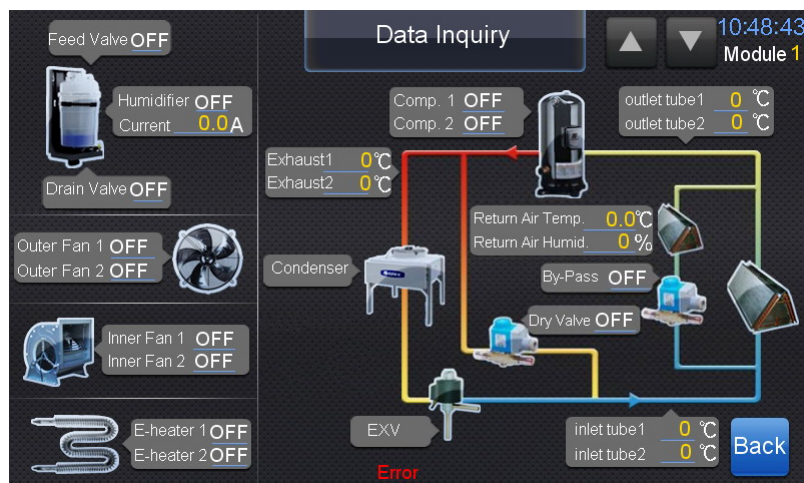 Data Inquiry
10:48:43
Module 1
Feed Valve OFF
Humidifier OFF
Current 0.0 A
Drain Valve OFF
Outer Fan 1 OFF
Outer Fan 2 OFF
Inner Fan 1 OFF
Inner Fan 2 OFF
E-heater 1 OFF
E-heater 2 OFF
Comp. 1 OFF
Comp. 2 OFF
outlet tube1 0 ℃
outlet tube2 0 ℃
Exhaust1 0℃
Exhaust2 0℃
Return Air Temp. 0.0℃
Return Air Humid. 0 %
Condenser
By-Pass OFF
Dry Valve OFF
EXV
inlet tube1 0 ℃
inlet tube2 0 ℃
Back
Error